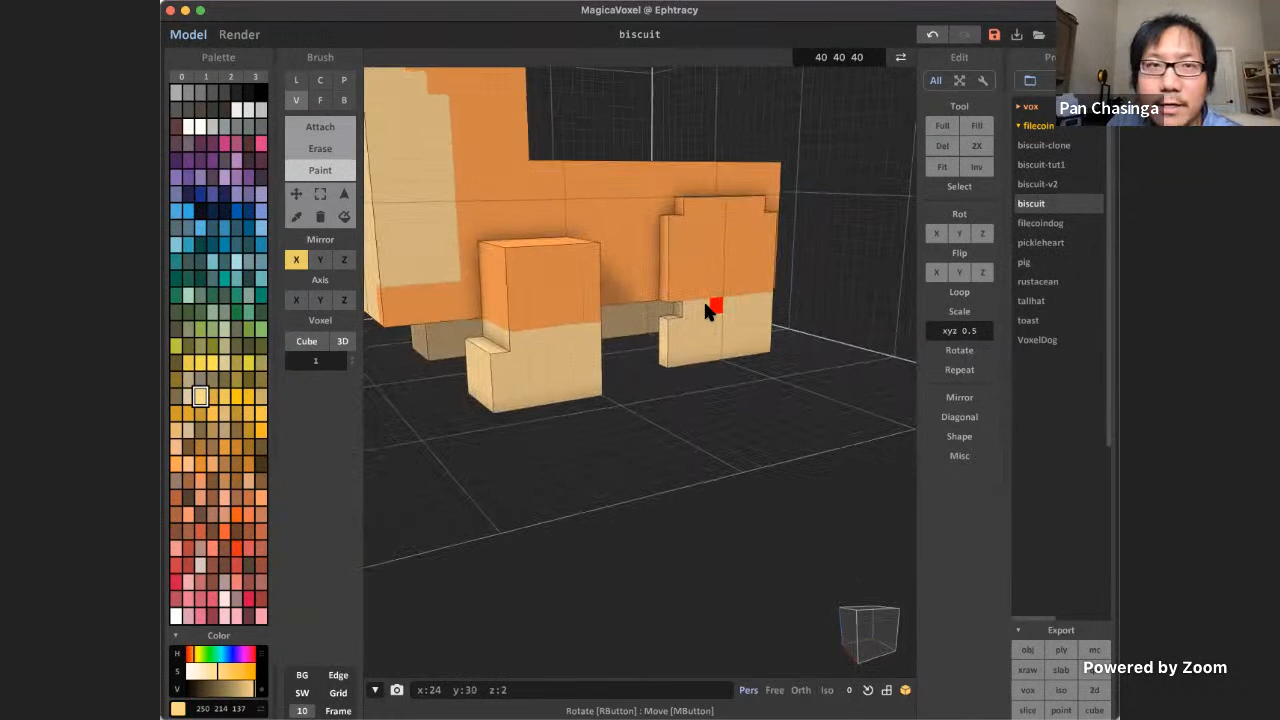 MagicaVoxel @ Ephtracy
Model Render biscuit
Palette
0 1 2 3
Color
H
S
V
250 214 137
Brush
L C P
V F B
Attach
Erase
Paint
Mirror
X Y Z
Axis
X Y Z
Voxel
Cube 3D
1
BG Edge
SW Grid
10 Frame
40 40 40
x:24 y:30 z:2
Pers Free Orth Iso 0
Rotate [RButton] : Move [MButton]
Edit
All
Tool
Full Fill
Del 2X
Fit Inv
Select
Rot
X Y Z
Flip
X Y Z
Loop
Scale
xyz 0.5
Rotate
Repeat
Mirror
Diagonal
Shape
Misc
Pr
vox
filecoin
biscuit-clone
biscuit-tut1
biscuit-v2
biscuit
filecoindog
pickleheart
pig
rustacean
tallhat
toast
VoxelDog
Export
obj ply mc
xraw slab
vox iso 2d
slice point cube
Pan Chasinga
Powered by Zoom